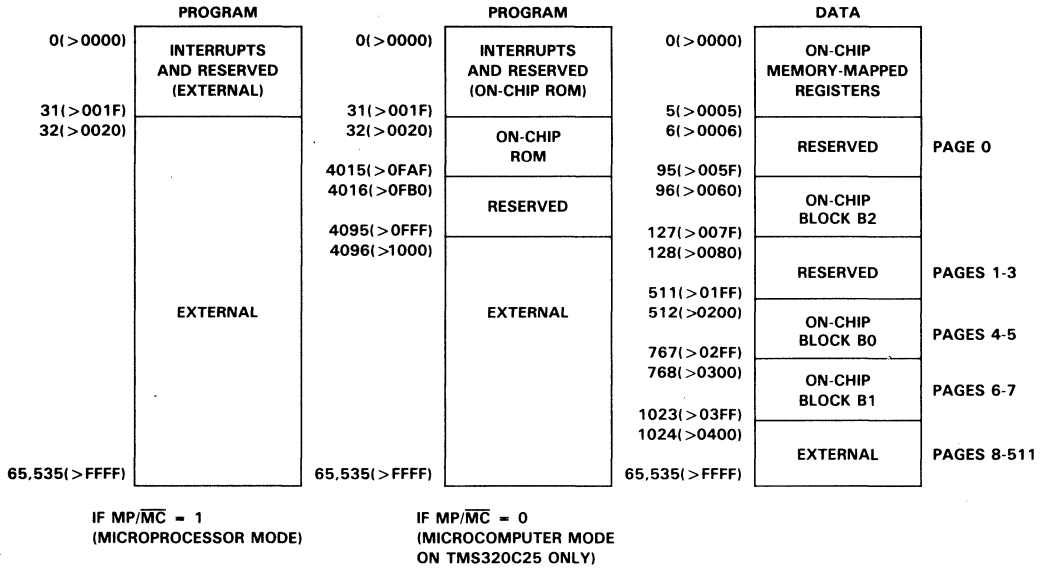 PROGRAM
0(>0000)
INTERRUPTS
AND RESERVED
(EXTERNAL)
31(>001F)
32(>0020)
EXTERNAL
65,535(>FFFF)
IF MP/M̅C̅ = 1
(MICROPROCESSOR MODE)
PROGRAM
0(>0000)
INTERRUPTS
AND RESERVED
(ON-CHIP ROM)
31(>001F)
32(>0020)
ON-CHIP
ROM
4015(>0FAF)
4016(>0FB0)
RESERVED
4095(>0FFF)
4096(>1000)
EXTERNAL
65,535(>FFFF)
IF MP/M̅C̅ = 0
(MICROCOMPUTER MODE
ON TMS320C25 ONLY)
DATA
0(>0000)
ON-CHIP
MEMORY-MAPPED
REGISTERS
5(>0005)
6(>0006)
RESERVED
PAGE 0
95(>005F)
96(>0060)
ON-CHIP
BLOCK B2
127(>007F)
128(>0080)
RESERVED
PAGES 1-3
511(>01FF)
512(>0200)
ON-CHIP
BLOCK B0
PAGES 4-5
767(>02FF)
768(>0300)
ON-CHIP
BLOCK B1
PAGES 6-7
1023(>03FF)
1024(>0400)
EXTERNAL
PAGES 8-511
65,535(>FFFF)